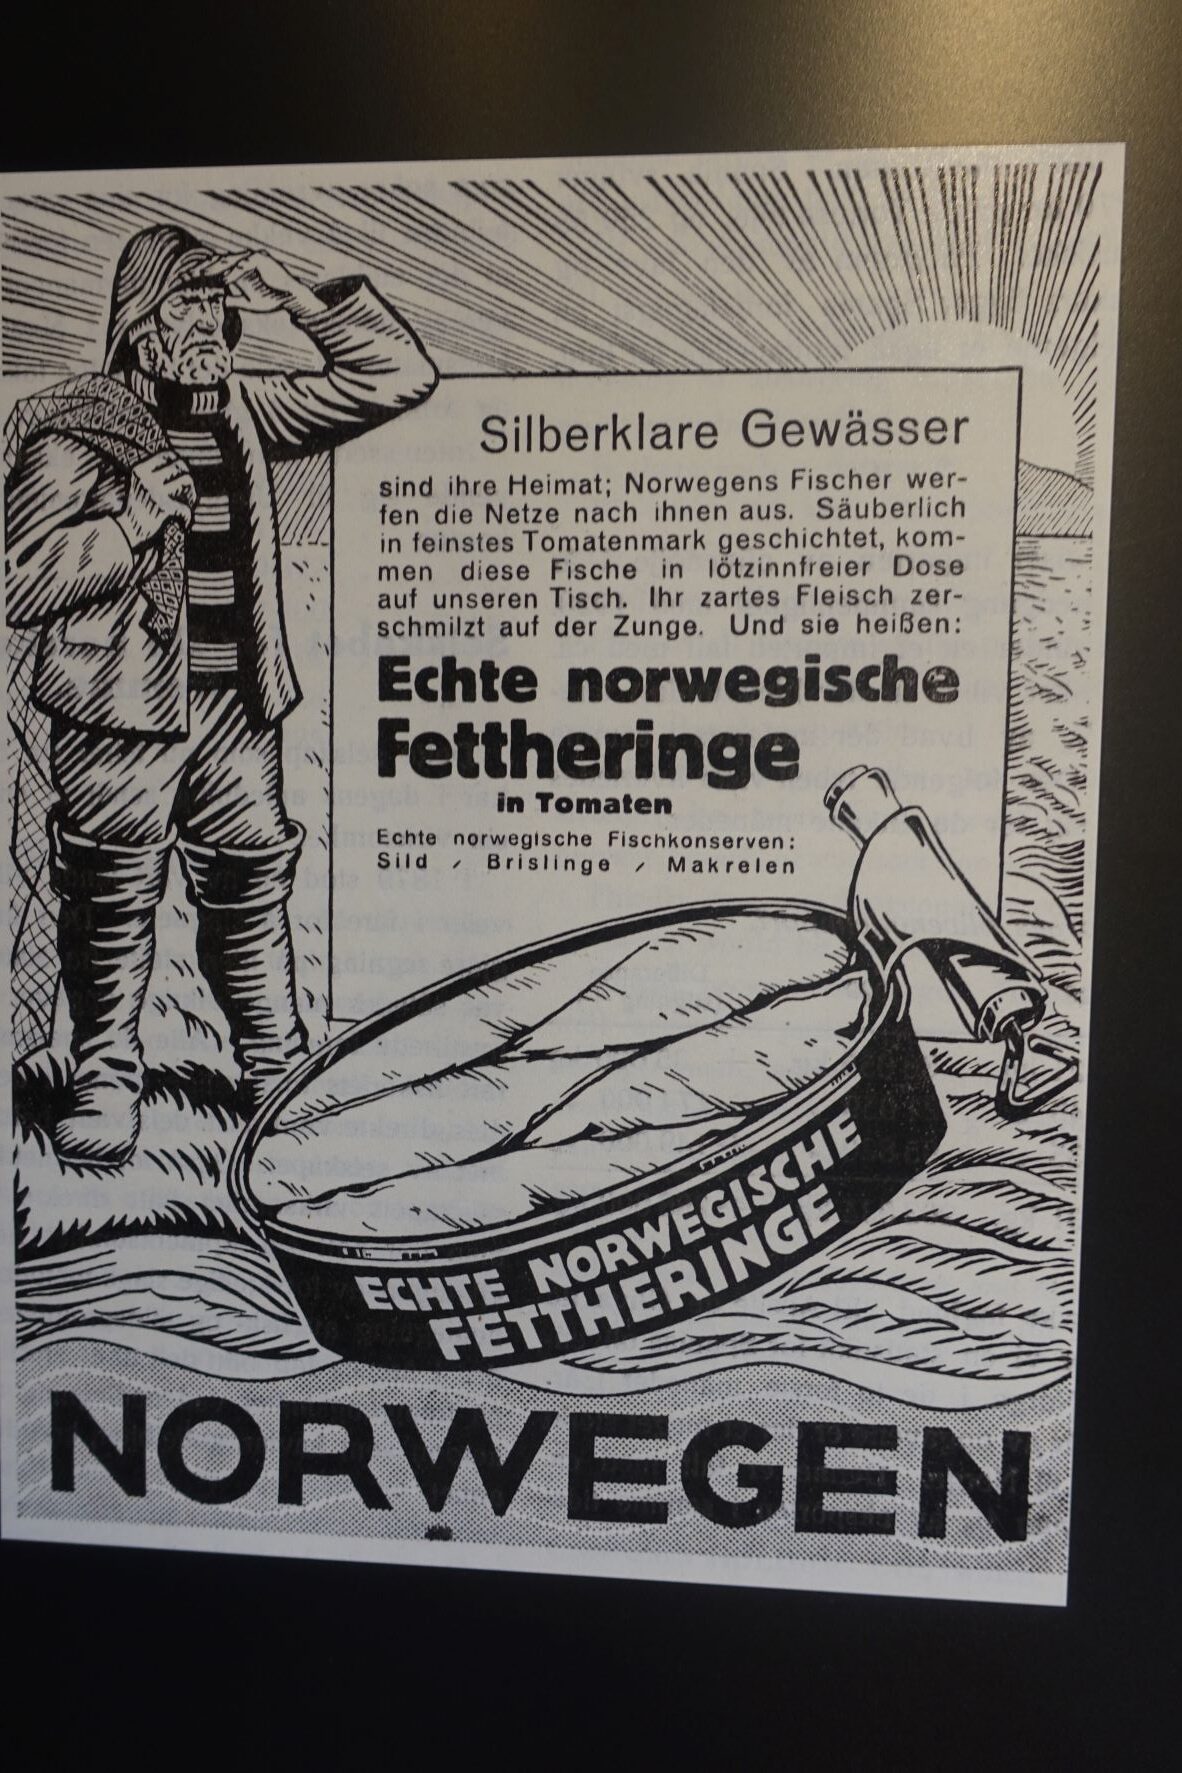 Silberklare Gewässer
sind ihre Heimat; Norwegens Fischer wer-
fen die Netze nach ihnen aus. Säuberlich
in feinstes Tomatenmark geschichtet, kom-
men diese Fische in lötzinnfreier Dose
auf unseren Tisch. Ihr zartes Fleisch zer-
schmilzt auf der Zunge. Und sie heißen:
Echte norwegische
Fettheringe
in Tomaten
Echte norwegische Fischkonserven:
Sild / Brislinge / Makrelen
ECHTE NORWEGISCHE
FETTHERINGE
NORWEGEN